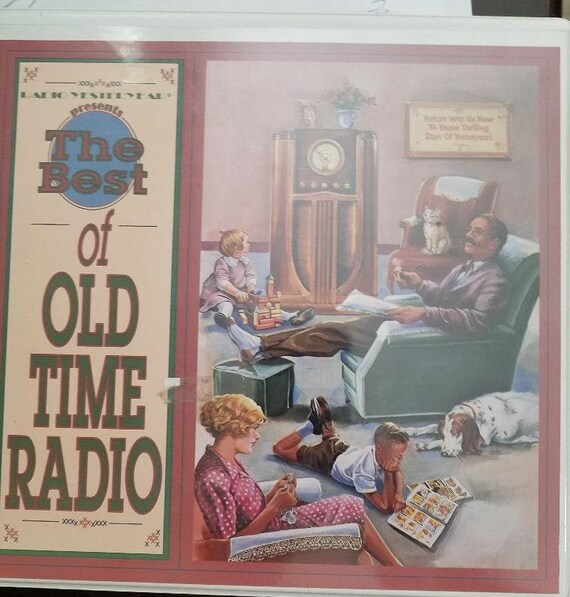 RADIO YESTERYEAR®
presents
The
Best
of
OLD
TIME
RADIO
Return With Us Now
To Those Thrilling
Days Of Yesteryear!